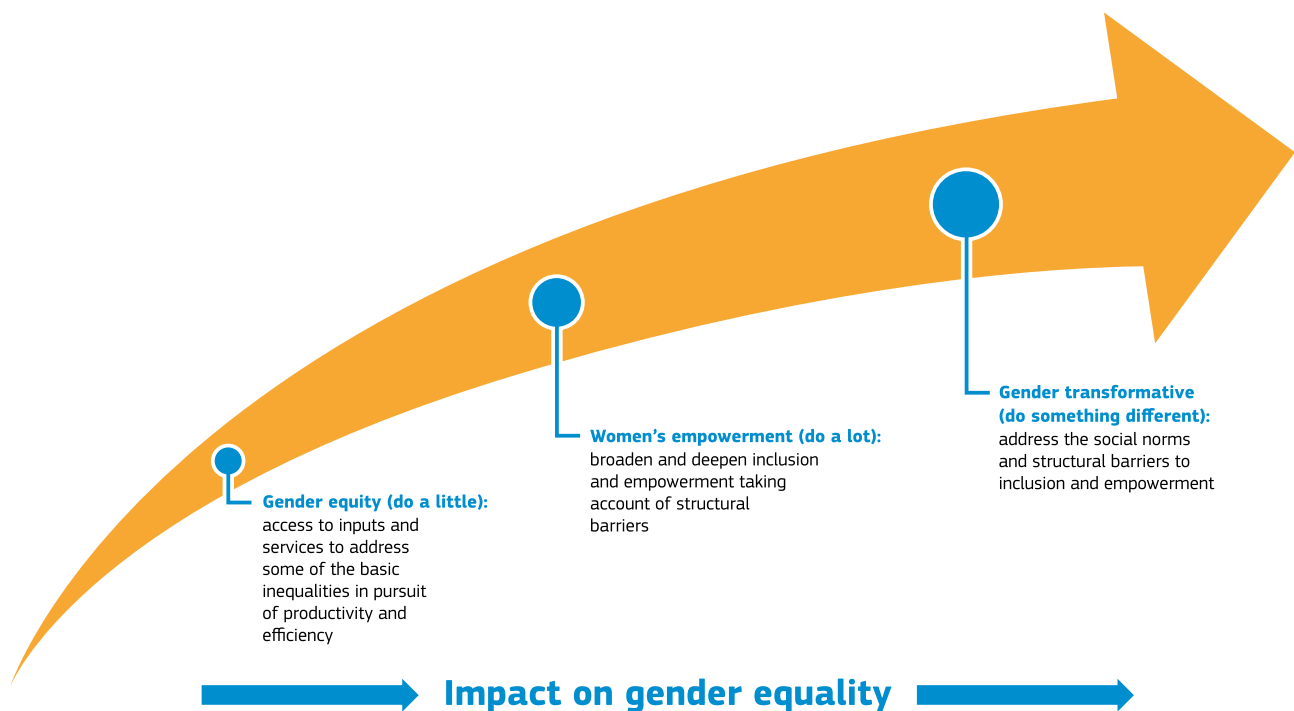 Gender equity (do a little):
access to inputs and
services to address
some of the basic
inequalities in pursuit
of productivity and
efficiency
Women’s empowerment (do a lot):
broaden and deepen inclusion
and empowerment taking
account of structural
barriers
Gender transformative
(do something different):
address the social norms
and structural barriers to
inclusion and empowerment
Impact on gender equality